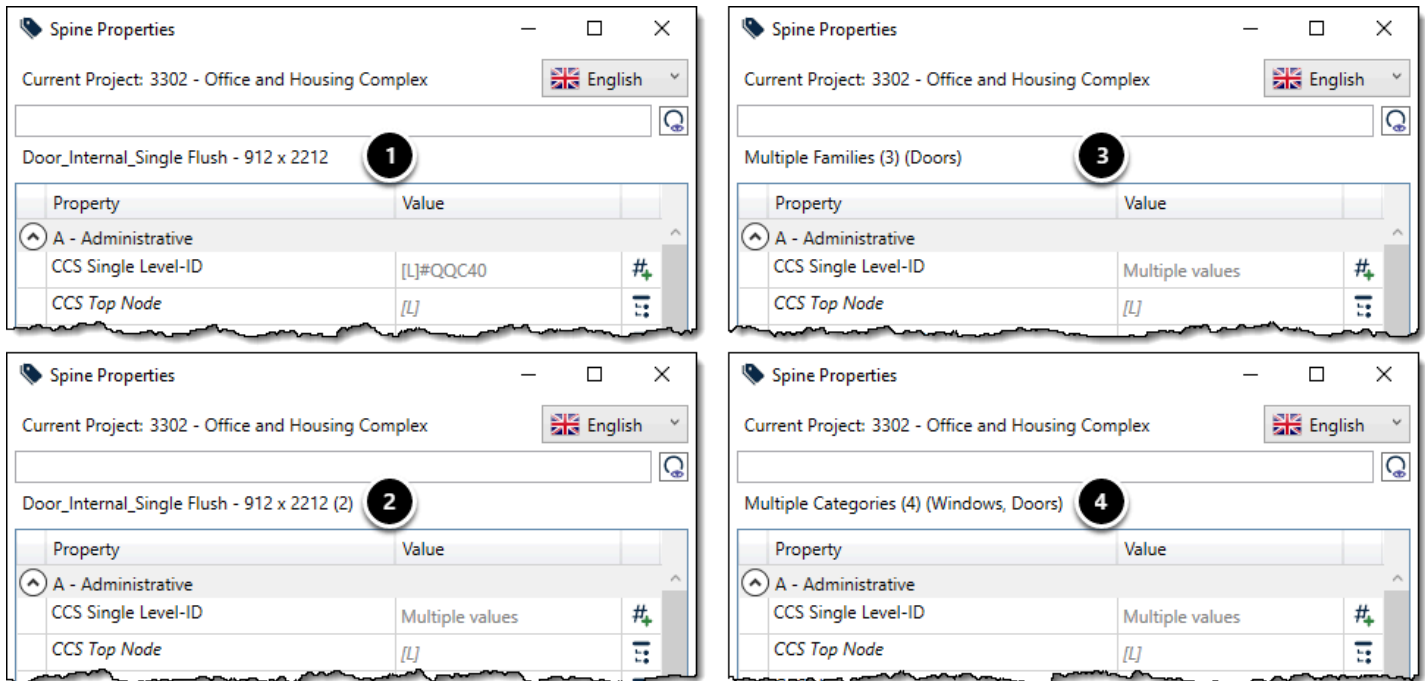 Spine Properties
Current Project: 3302 - Office and Housing Complex
English
Door_Internal_Single Flush - 912 x 2212
1
Property Value
A - Administrative
CCS Single Level-ID [L]#QQC40
CCS Top Node [L]
Spine Properties
Current Project: 3302 - Office and Housing Complex
English
Door_Internal_Single Flush - 912 x 2212 (2)
2
Property Value
A - Administrative
CCS Single Level-ID Multiple values
CCS Top Node [L]
Spine Properties
Current Project: 3302 - Office and Housing Complex
English
Multiple Families (3) (Doors)
3
Property Value
A - Administrative
CCS Single Level-ID Multiple values
CCS Top Node [L]
Spine Properties
Current Project: 3302 - Office and Housing Complex
English
Multiple Categories (4) (Windows, Doors)
4
Property Value
A - Administrative
CCS Single Level-ID Multiple values
CCS Top Node [L]